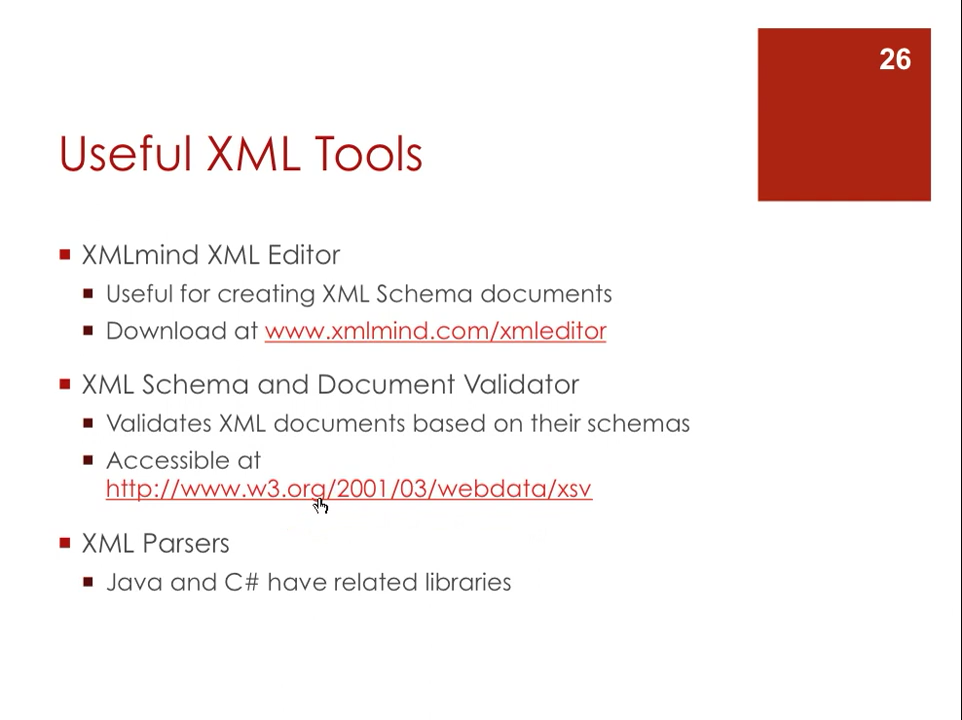 26
Useful XML Tools
XMLmind XML Editor
Useful for creating XML Schema documents
Download at www.xmlmind.com/xmleditor
XML Schema and Document Validator
Validates XML documents based on their schemas
Accessible at
http://www.w3.org/2001/03/webdata/xsv
XML Parsers
Java and C# have related libraries